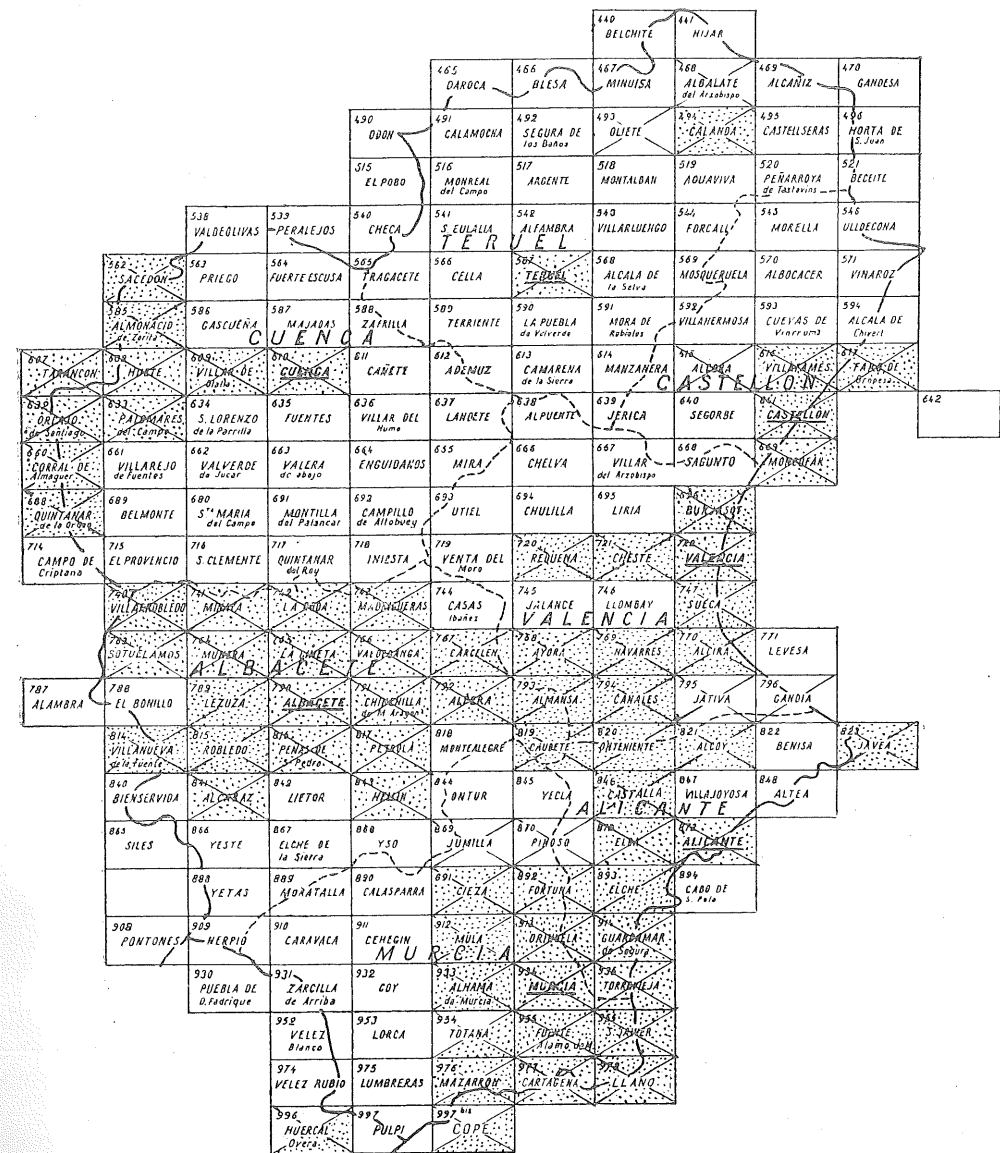 440 441
BELCHITE HIJAR
465 466 467 468 469 470
DAROCA BLESA MINUISA ALBALATE ALCAÑIZ GANDESA
del Arzobispo
490 491 492 493 494 495 496
ODON CALAMOCHA SEGURA DE OLIETE CALANDA CASTELLSERAS HORTA DE
los Baños S. Juan
515 516 517 518 519 520 521
EL POBO MONREAL ARGENTE MONTALBAN AGUAVIVA PEÑARROYA BECEITE
del Campo de Tastavins
538 539 540 541 542 543 544 545 546
VALDEOLIVAS PERALEJOS CHECA S. EULALIA ALFAMBRA VILLARLUENGO FORCALL MORELLA ULLDECONA
TERUEL
562 563 564 565 566 567 568 569 570 571
SACEDON PRIEGO FUERTESCUSA TRAGACETE CELLA TERUEL ALCALA DE MOSQUERUELA ALBOCACER VINAROZ
la Selva
585 586 587 588 589 590 591 592 593 594
ALMONACID GASCUEÑA MAJADAS ZAFRILLA TERRIENTE LA PUEBLA MORA DE VILLAHERMOSA CUEVAS DE ALCALA DE
de Zorita de Valverde Rubielos Vinromá Chivert
CUENCA
607 608 609 610 611 612 613 614 615 616 617
TARANCON HUETE VILLAR DE CUENCA CAÑETE ADEMUZ CAMARENA MANZANERA ALCORA VILLAFAMES FARO DE
Olalla de la Sierra Oropesa
CASTELLON
632 633 634 635 636 637 638 639 640 641 642
ORCAJO PALOMARES S. LORENZO FUENTES VILLAR DEL LANDETE ALPUENTE JERICA SEGORBE CASTELLON
de Santiago del Campo de la Parrilla Humo
660 661 662 663 664 665 666 667 668 669
CORRAL DE VILLAREJO VALVERDE VALERA ENGUIDANOS MIRA CHELVA VILLAR SAGUNTO MONCOFAR
Almaguer de Fuentes de Jucar de abajo del Arzobispo
688 689 690 691 692 693 694 695 696
QUINTANAR BELMONTE Sta MARIA MONTILLA CAMPILLO UTIEL CHULILLA LIRIA BURJASOT
de la Orden del Campo del Palancar de Altobuey
714 715 716 717 718 719 720 721 722
CAMPO DE EL PROVENCIO S. CLEMENTE QUINTANAR INIESTA VENTA DEL REQUENA CHESTE VALENCIA
Criptana del Rey Moro
740 741 742 743 744 745 746 747
VILLARROBLEDO MINAYA LA RODA MADRIGUERAS CASAS JALANCE LLOMBAY SUECA
Ibañez
VALENCIA
763 764 765 766 767 768 769 770 771
SOTUELAMOS MUNERA LA GINETA VALDEGANGA CARCELEN AYORA NAVARRES ALCIRA LEVESA
ALBACETE
787 788 789 790 791 792 793 794 795 796
ALAMBRA EL BONILLO LEZUZA ALBACETE CHINCHILLA ALPERA ALMANSA CANALES JATIVA GANDIA
de M. Aragon
814 815 816 817 818 819 820 821 822 823
VILLANUEVA ROBLEDO PEÑAS DE PETROLA MONTEALEGRE CAUDETE ONTENIENTE ALCOY BENISA JAVEA
de la fuente S. Pedro
840 841 842 843 844 845 846 847 848
BIENSERVIDA ALCARAZ LIETOR HELLIN ONTUR YECLA CASTALLA VILLAJOYOSA ALTEA
ALICANTE
865 866 867 868 869 870 871 872
SILES YESTE ELCHE DE YSO JUMILLA PINOSO ELDA ALICANTE
la Sierra
888 889 890 891 892 893 894
YETAS MORATALLA CALASPARRA CIEZA FORTUNA ELCHE CABO DE
S. Pola
908 909 910 911 912 913 914
PONTONES NERPIO CARAVACA CEHEGIN MULA ORIHUELA GUARDAMAR
de Segura
MURCIA
930 931 932 933 934 935
PUEBLA DE ZARCILLA COY ALHAMA MURCIA TORREVIEJA
D. Fadrique de Arriba de Murcia
952 953 954 955 956
VELEZ LORCA TOTANA FUENTE S. JAVIER
Blanco Alamo de M.
974 975 976 977 978
VELEZ RUBIO LUMBRERAS MAZARRON CARTAGENA LLANO
996 997 997 bis
HUERCAL PULPI COPE
Overa